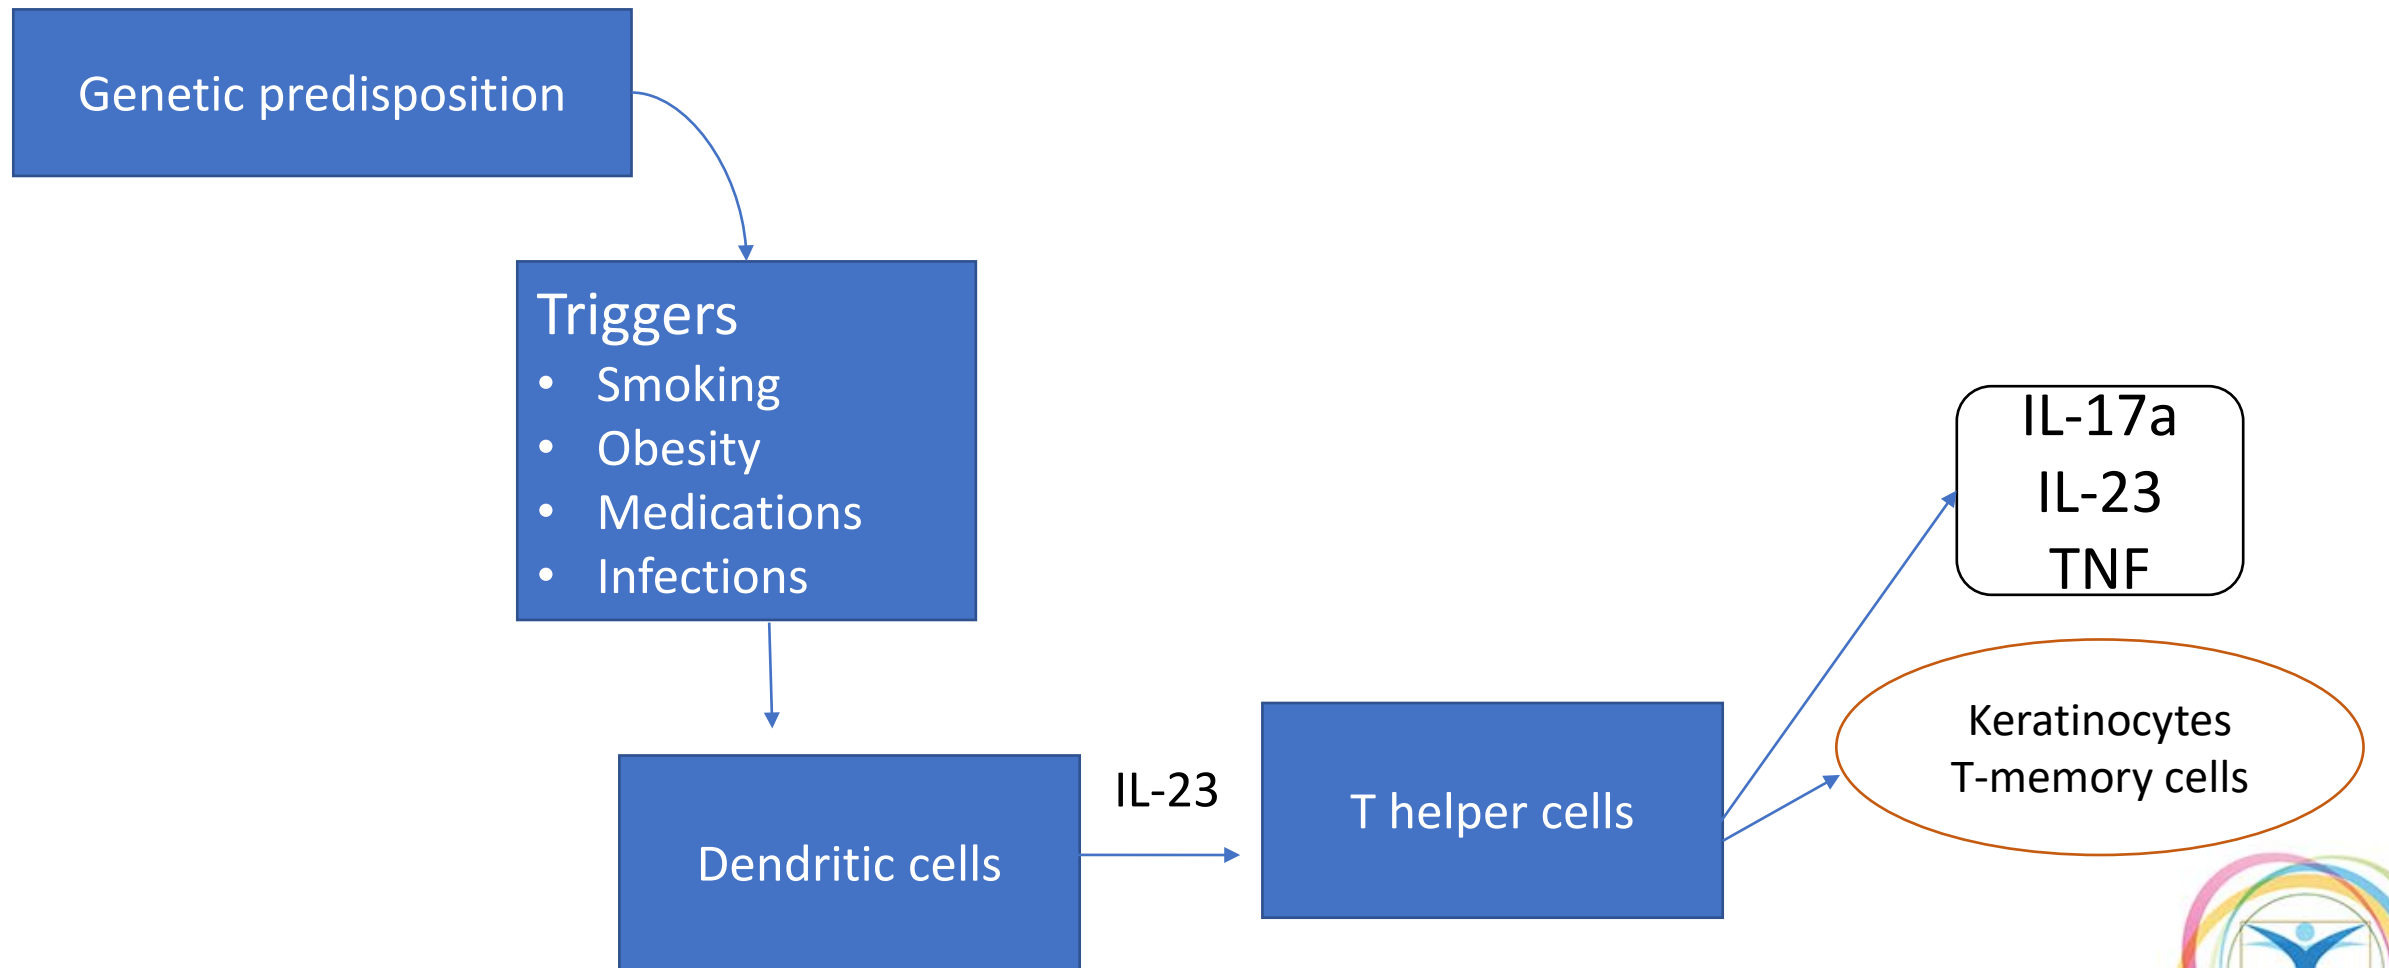 Genetic predisposition
Triggers
• Smoking
• Obesity
• Medications
• Infections
Dendritic cells
IL-23
T helper cells
IL-17a
IL-23
TNF
Keratinocytes
T-memory cells